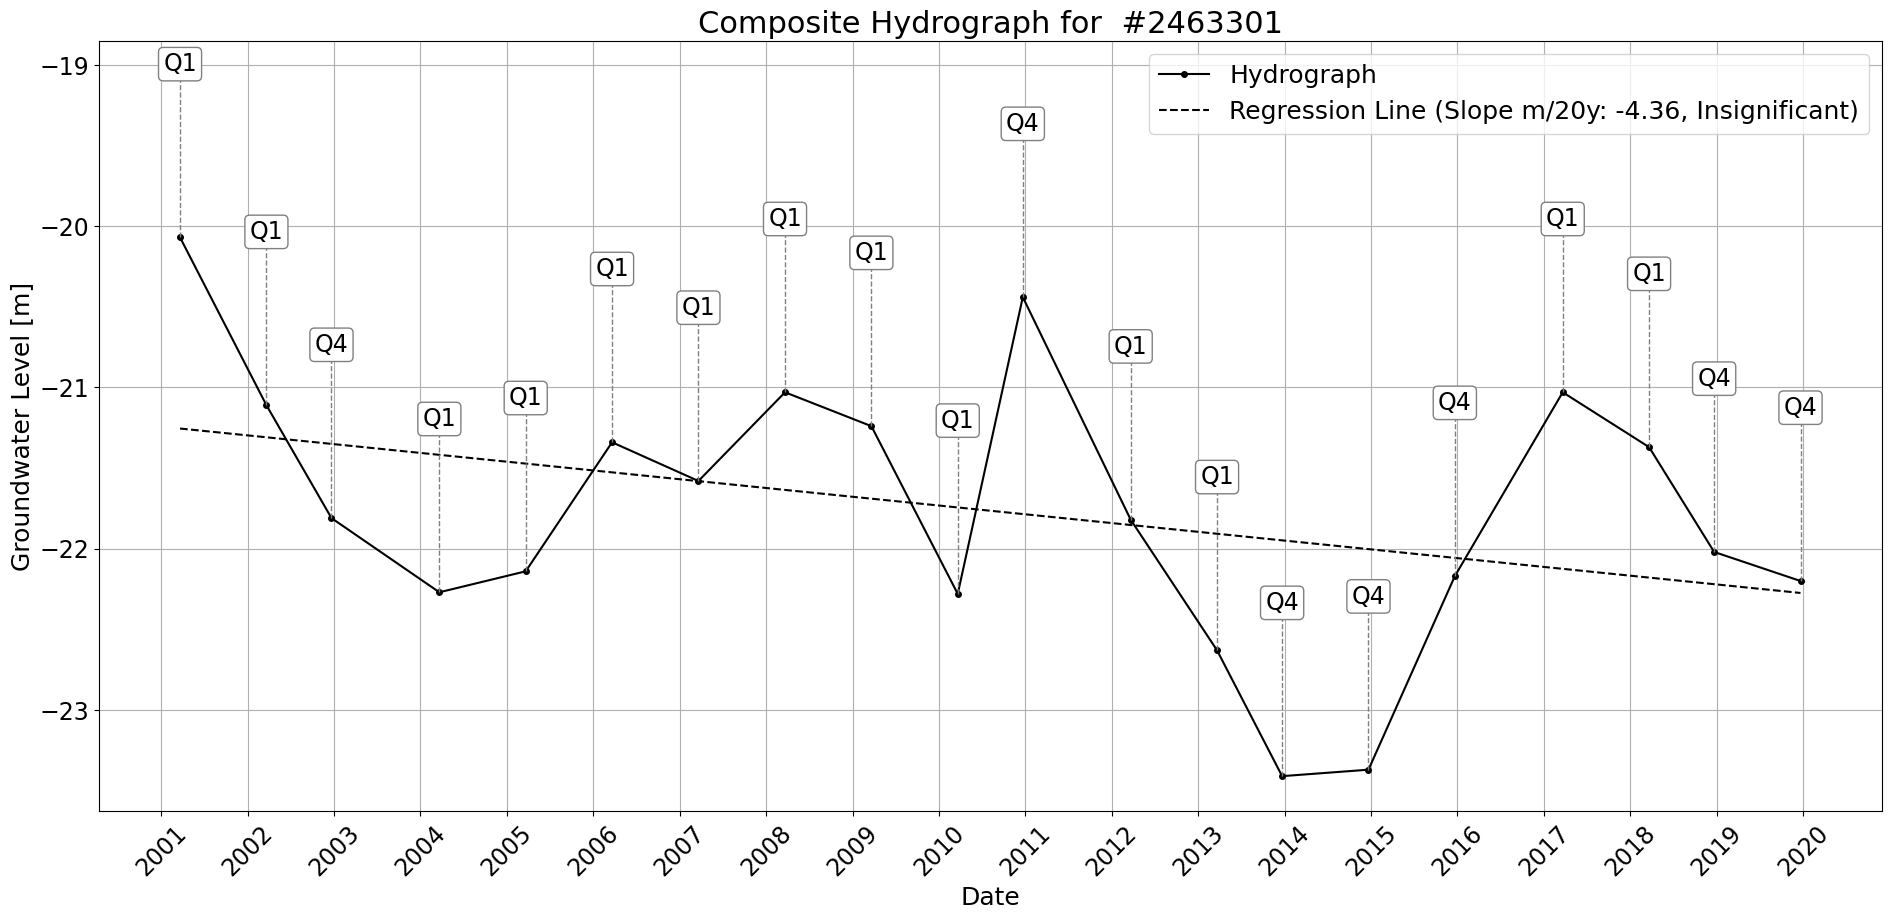 Composite Hydrograph for  #2463301
Hydrograph
Regression Line (Slope m/20y: -4.36, Insignificant)
Groundwater Level [m]
−19
−20
−21
−22
−23
Q1
Q1
Q4
Q1
Q1
Q1
Q1
Q1
Q1
Q1
Q4
Q1
Q1
Q4
Q4
Q4
Q1
Q1
Q4
Q4
2001
2002
2003
2004
2005
2006
2007
2008
2009
2010
2011
2012
2013
2014
2015
2016
2017
2018
2019
2020
Date